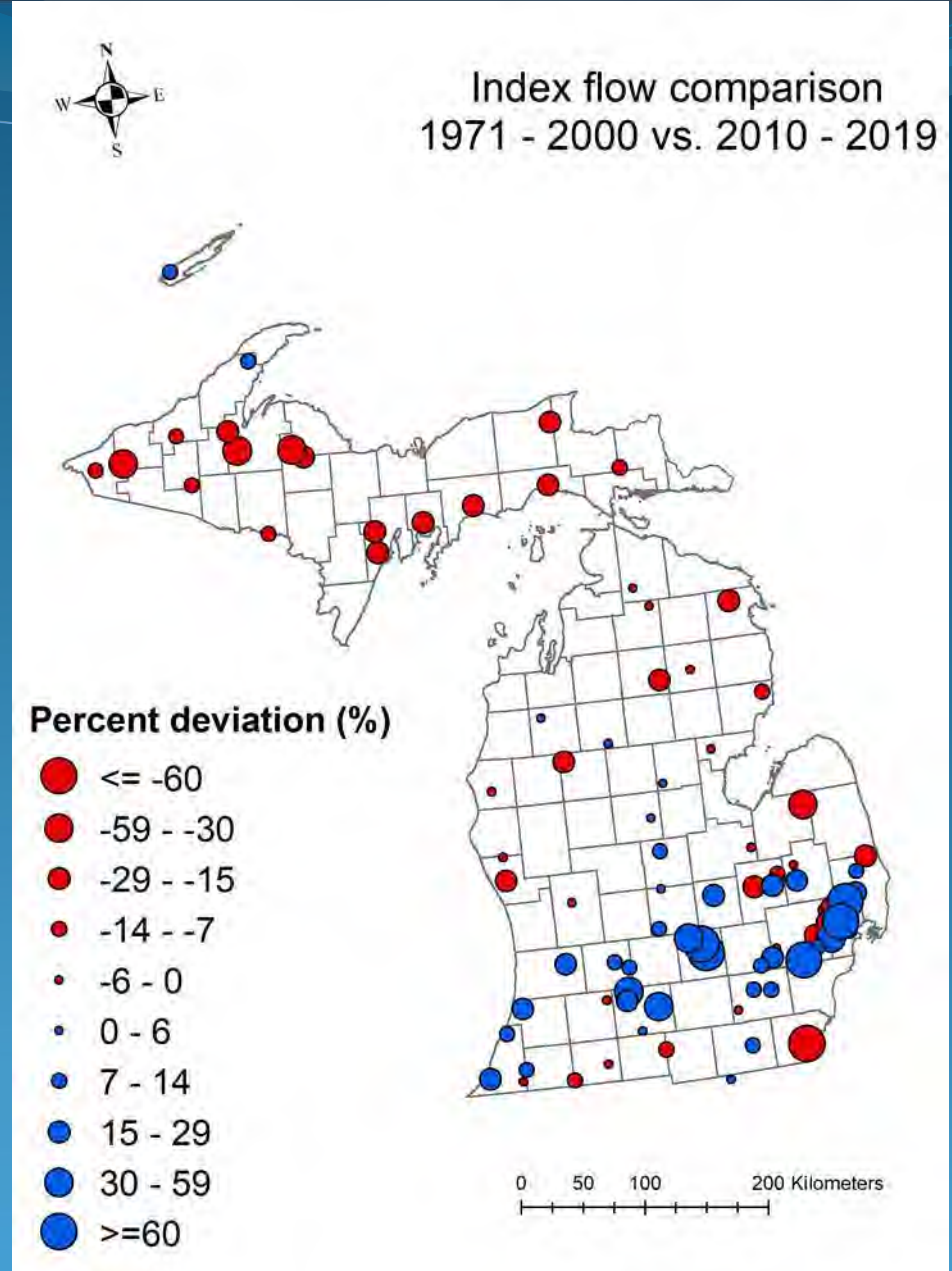 N
W E
S
Index flow comparison
1971 - 2000 vs. 2010 - 2019
Percent deviation (%)
<= -60
-59 - -30
-29 - -15
-14 - -7
-6 - 0
0 - 6
7 - 14
15 - 29
30 - 59
>=60
0 50 100 200 Kilometers